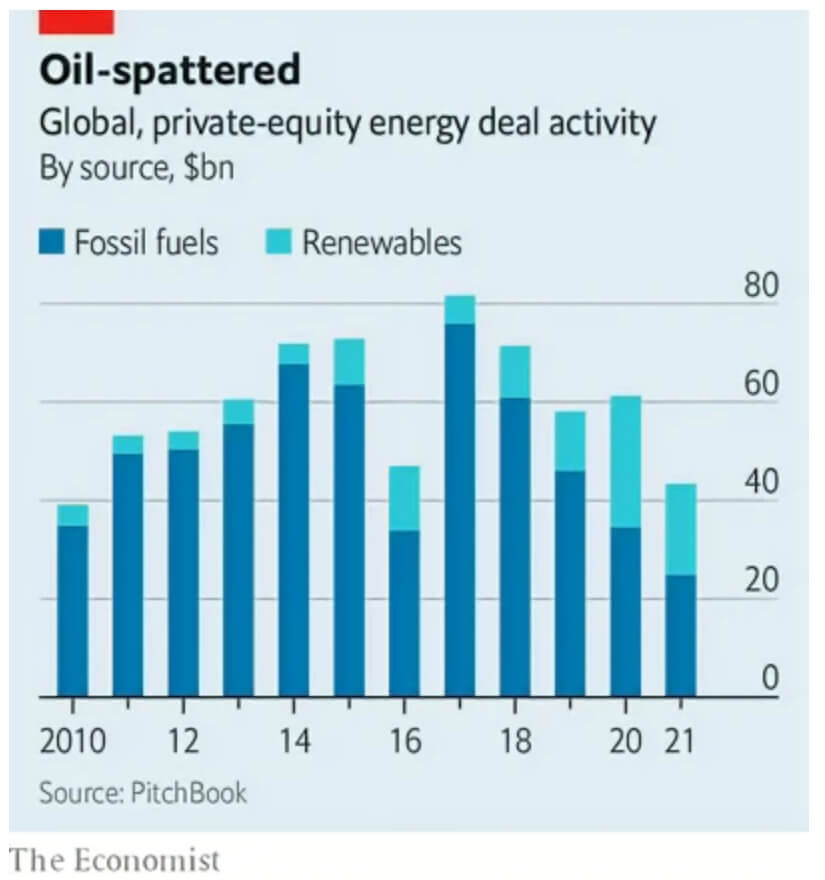 Oil-spattered
Global, private-equity energy deal activity
By source, $bn
Fossil fuels Renewables
80
60
40
20
0
2010 12 14 16 18 20 21
Source: PitchBook
The Economist